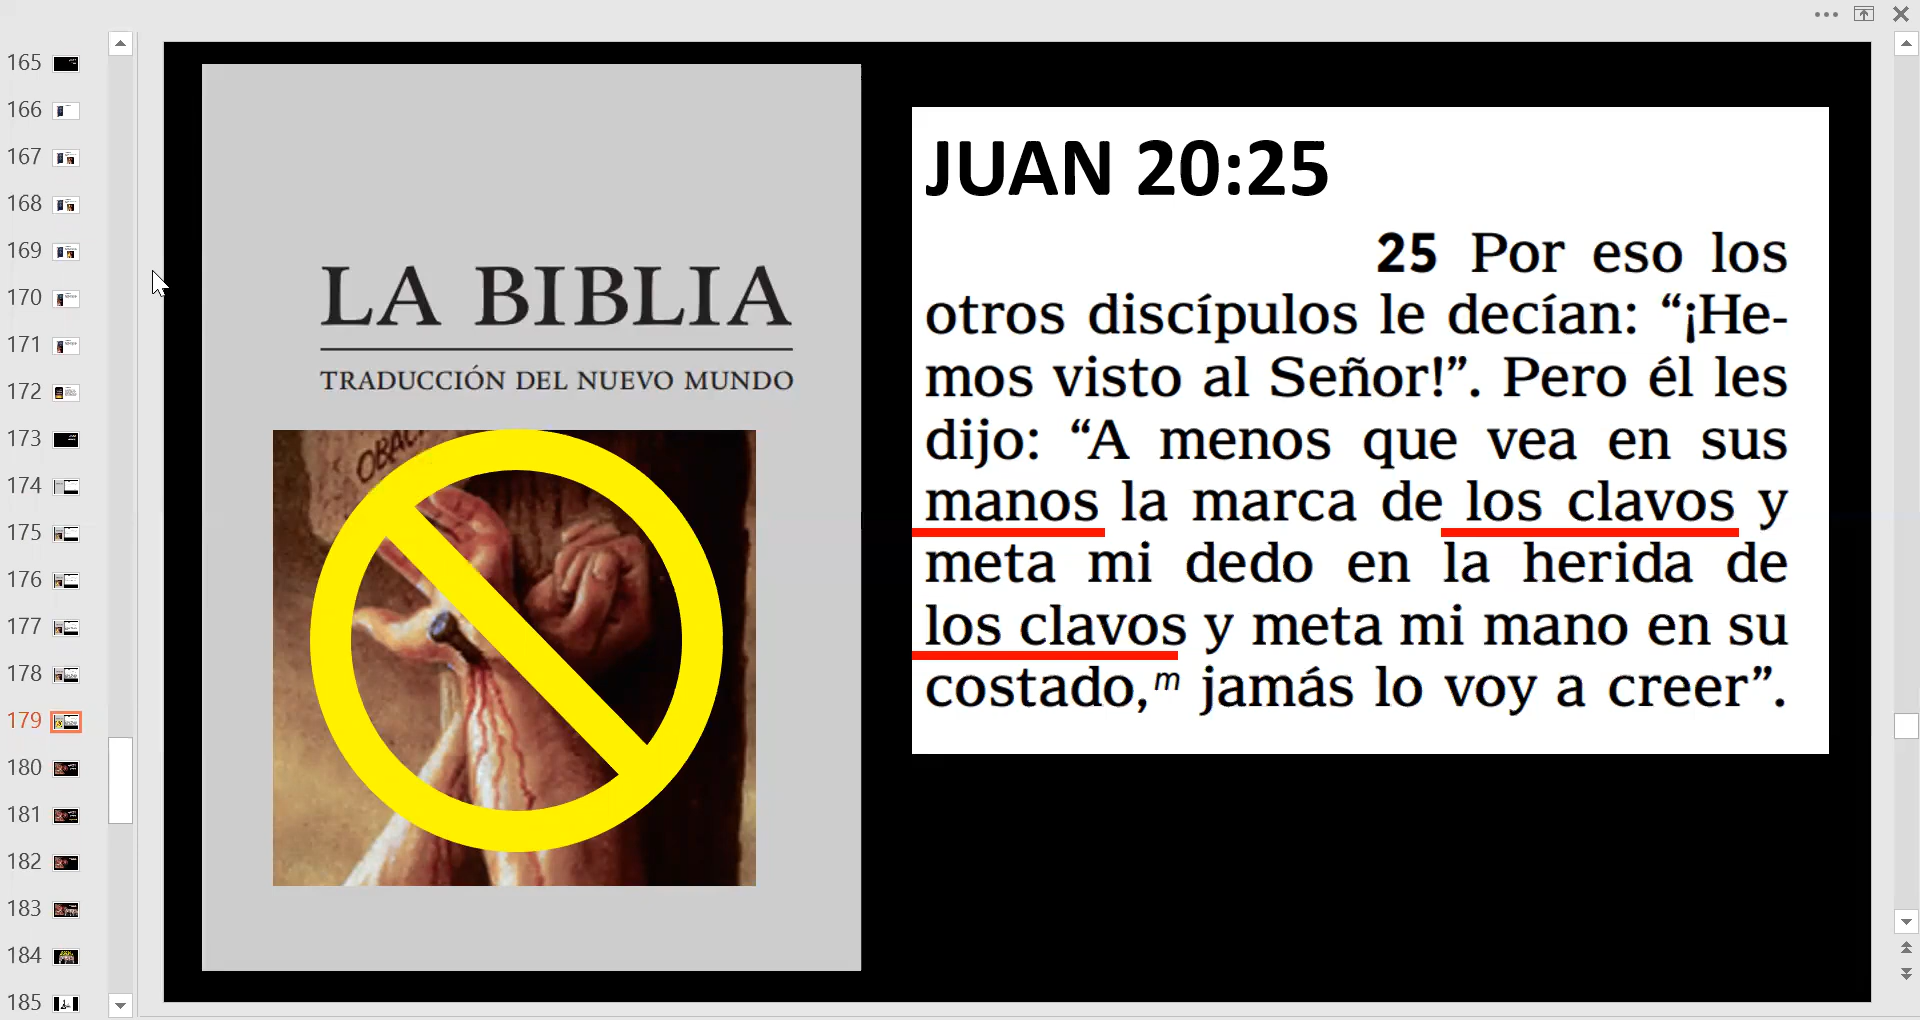 165
166
167
168
169
170
171
172
173
174
175
176
177
178
179
180
181
182
183
184
185
LA BIBLIA
TRADUCCIÓN DEL NUEVO MUNDO
JUAN 20:25
25 Por eso los
otros discípulos le decían: “¡He-
mos visto al Señor!”. Pero él les
dijo: “A menos que vea en sus
manos la marca de los clavos y
meta mi dedo en la herida de
los clavos y meta mi mano en su
costado,ᵐ jamás lo voy a creer”.